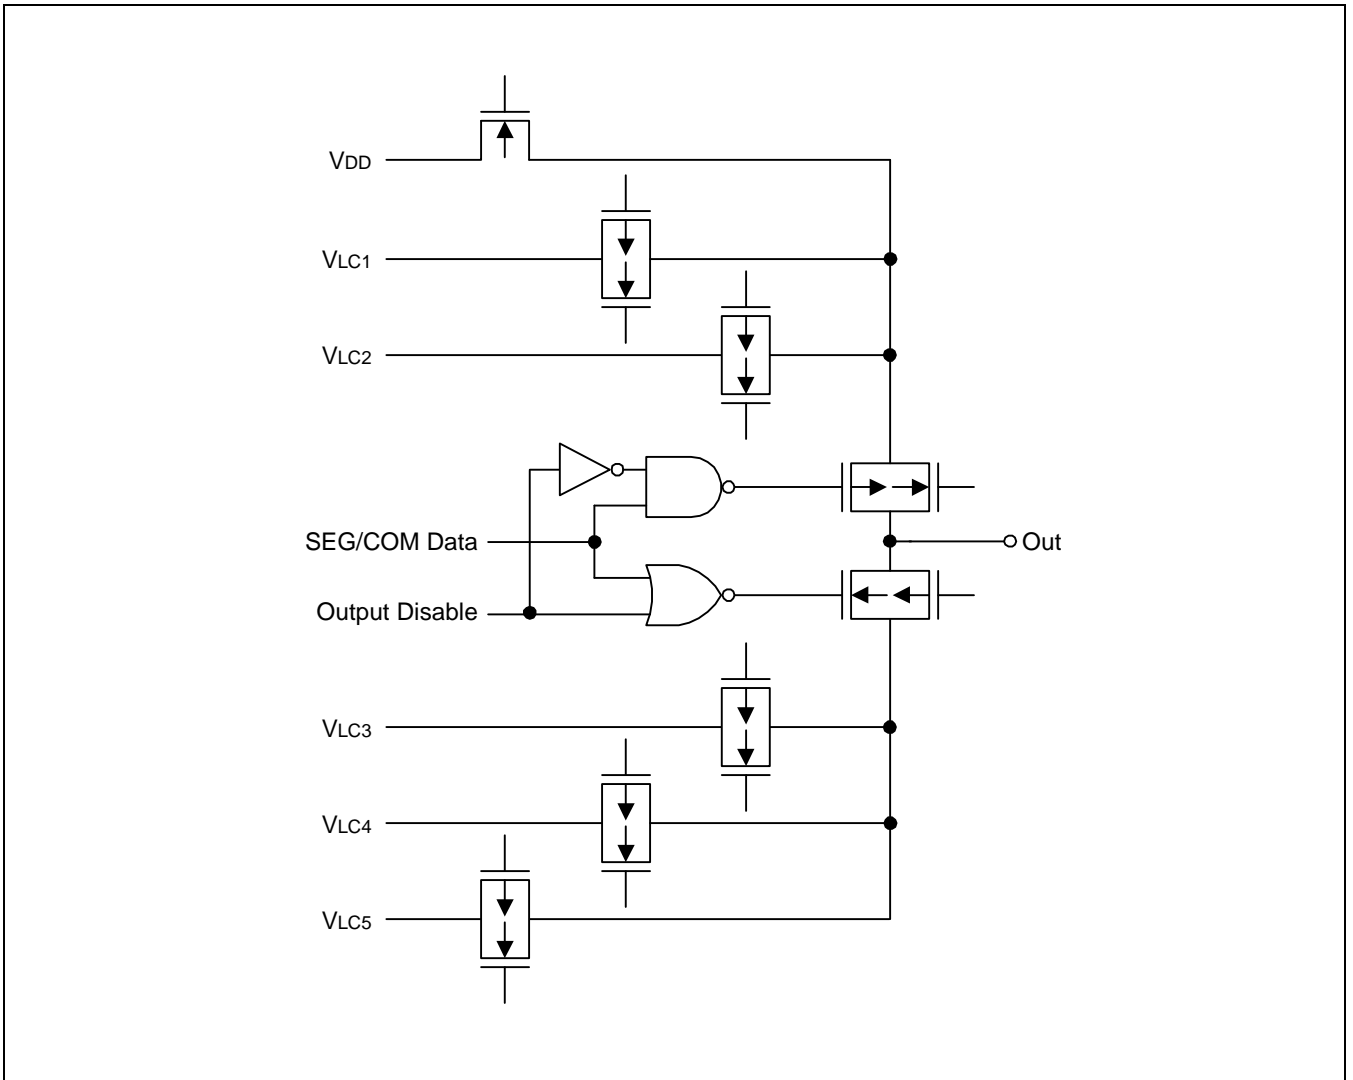 VDD
VLC1
VLC2
SEG/COM Data
Out
Output Disable
VLC3
VLC4
VLC5